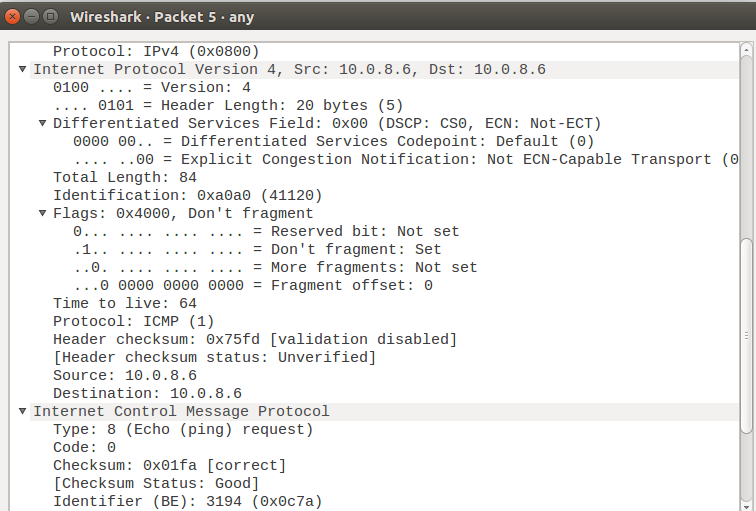 Wireshark · Packet 5 · any
Protocol: IPv4 (0x0800)
Internet Protocol Version 4, Src: 10.0.8.6, Dst: 10.0.8.6
0100 .... = Version: 4
.... 0101 = Header Length: 20 bytes (5)
Differentiated Services Field: 0x00 (DSCP: CS0, ECN: Not-ECT)
0000 00.. = Differentiated Services Codepoint: Default (0)
.... ..00 = Explicit Congestion Notification: Not ECN-Capable Transport (0
Total Length: 84
Identification: 0xa0a0 (41120)
Flags: 0x4000, Don't fragment
0... .... .... .... = Reserved bit: Not set
.1.. .... .... .... = Don't fragment: Set
..0. .... .... .... = More fragments: Not set
...0 0000 0000 0000 = Fragment offset: 0
Time to live: 64
Protocol: ICMP (1)
Header checksum: 0x75fd [validation disabled]
[Header checksum status: Unverified]
Source: 10.0.8.6
Destination: 10.0.8.6
Internet Control Message Protocol
Type: 8 (Echo (ping) request)
Code: 0
Checksum: 0x01fa [correct]
[Checksum Status: Good]
Identifier (BE): 3194 (0x0c7a)